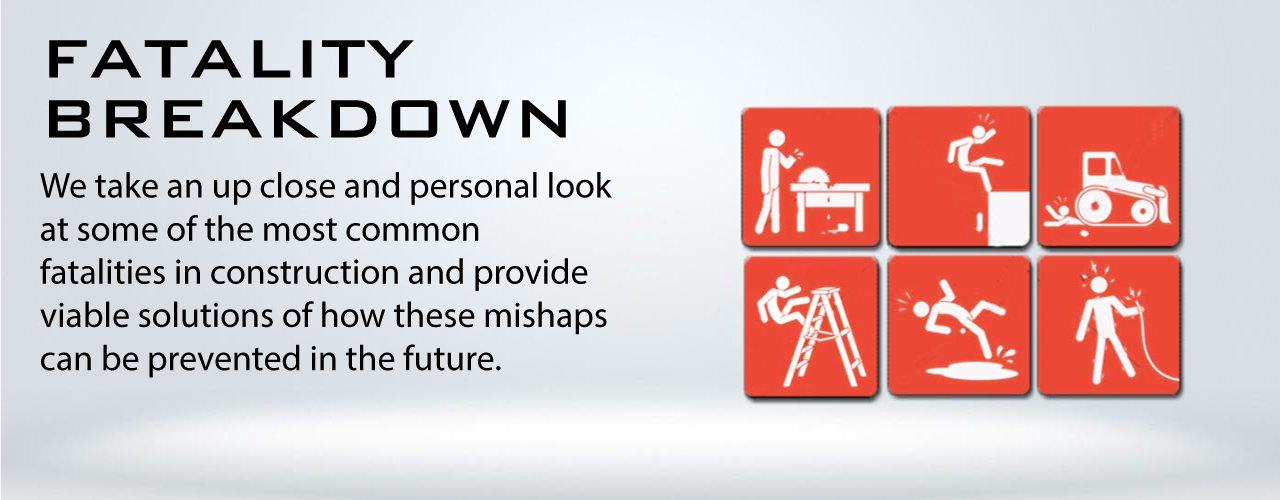 FATALITY
BREAKDOWN
We take an up close and personal look
at some of the most common
fatalities in construction and provide
viable solutions of how these mishaps
can be prevented in the future.